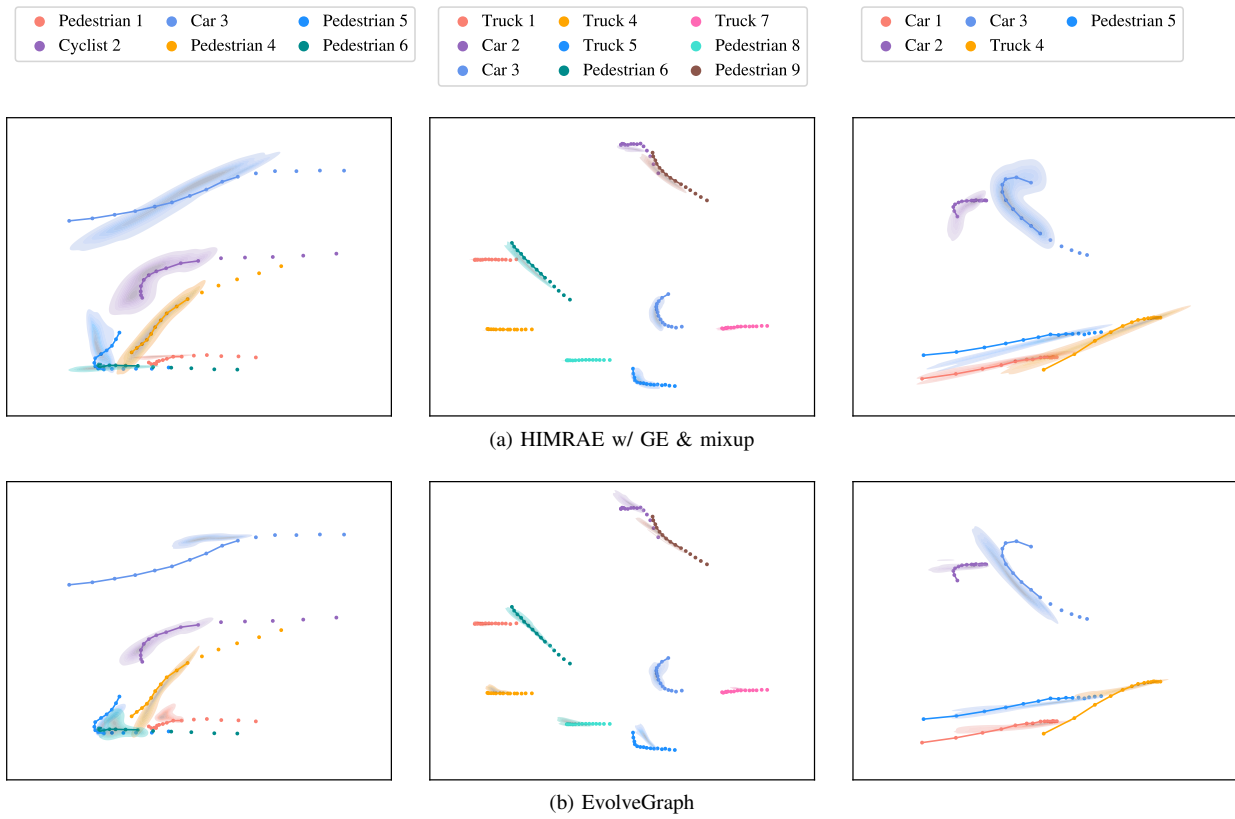 Pedestrian 1 Car 3 Pedestrian 5
Cyclist 2 Pedestrian 4 Pedestrian 6
Truck 1 Truck 4 Truck 7
Car 2 Truck 5 Pedestrian 8
Car 3 Pedestrian 6 Pedestrian 9
Car 1 Car 3 Pedestrian 5
Car 2 Truck 4
(a) HIMRAE w/ GE & mixup
(b) EvolveGraph